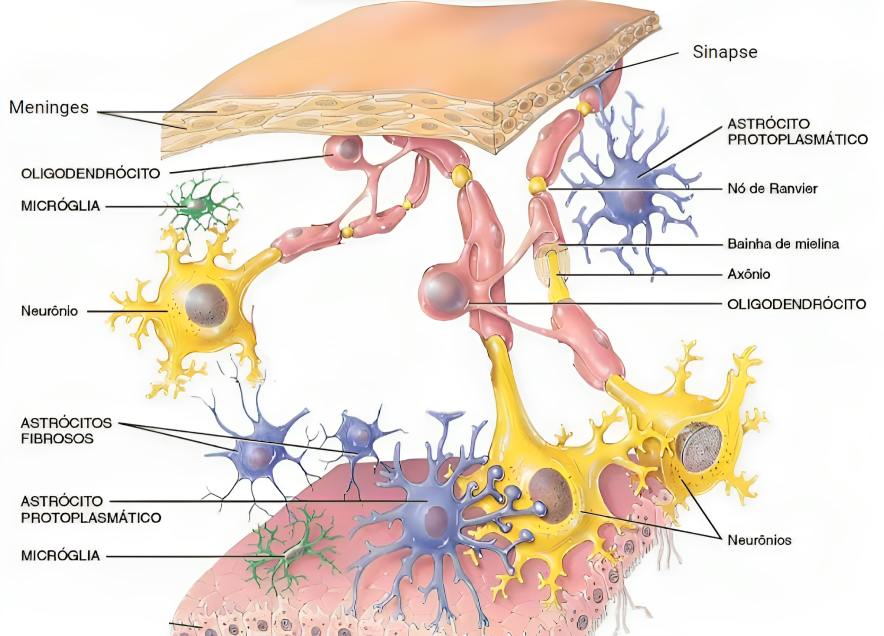 Sinapse
Meninges
ASTRÓCITO
PROTOPLASMÁTICO
OLIGODENDRÓCITO
Nó de Ranvier
MICRÓGLIA
Bainha de mielina
Axônio
OLIGODENDRÓCITO
Neurônio
ASTRÓCITOS
FIBROSOS
ASTRÓCITO
PROTOPLASMÁTICO
Neurônios
MICRÓGLIA